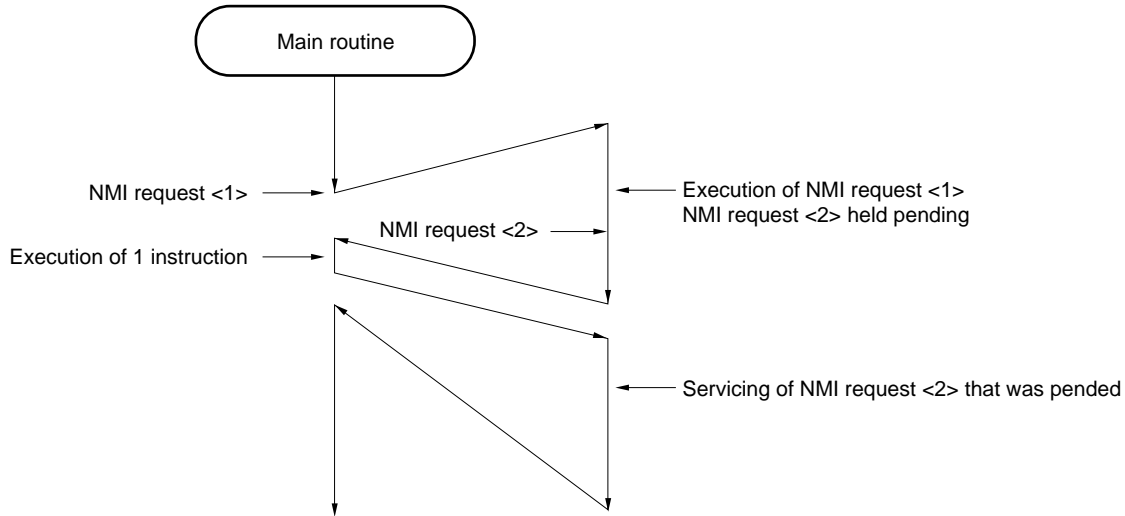 Main routine
NMI request <1>
Execution of NMI request <1>
NMI request <2> held pending
NMI request <2>
Execution of 1 instruction
Servicing of NMI request <2> that was pended